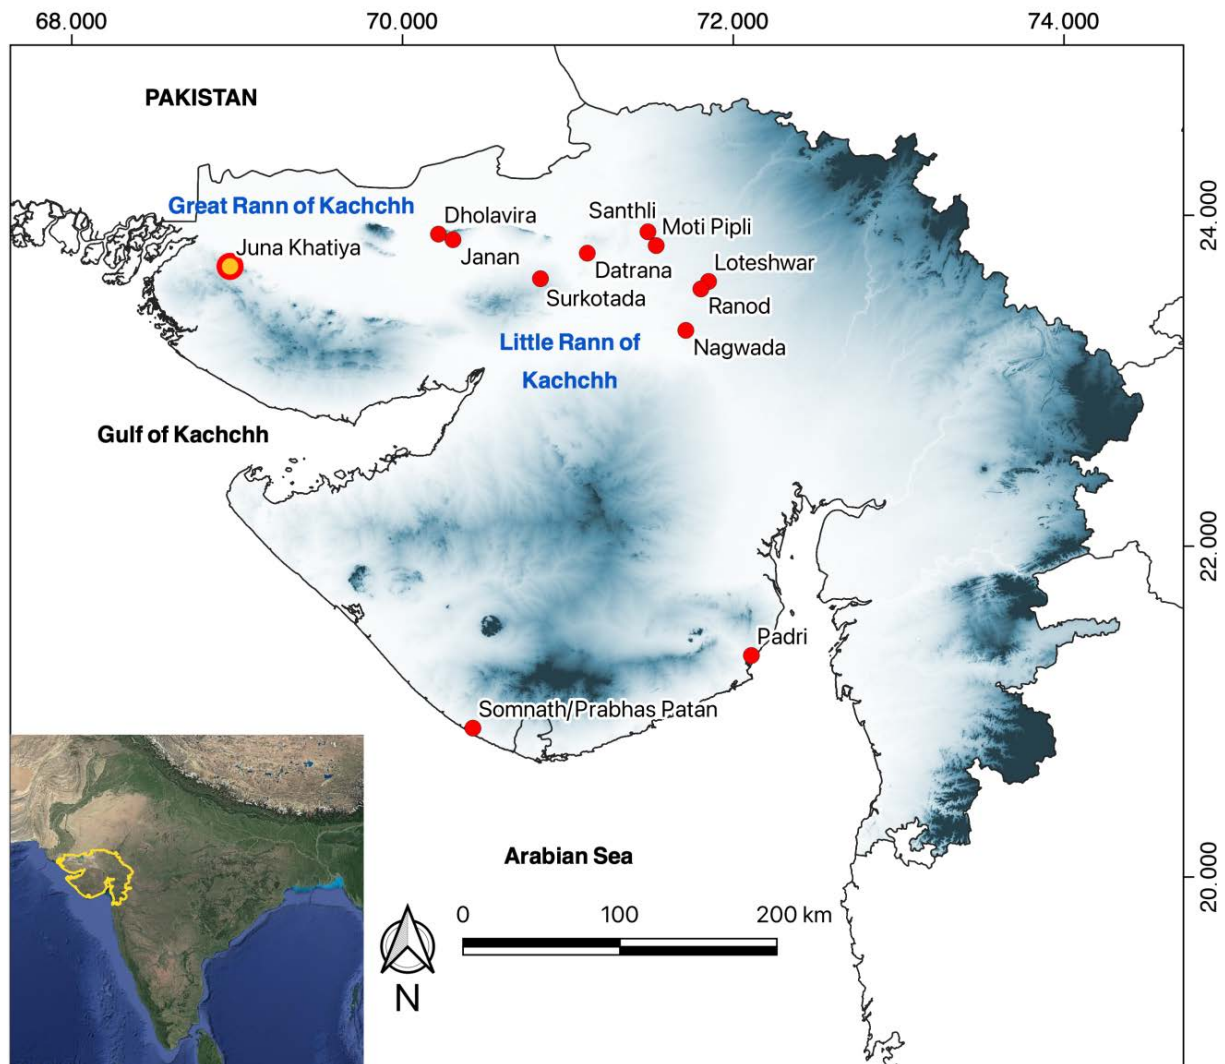 68.000
70.000
72.000
74.000
PAKISTAN
24.000
Great Rann of Kachchh
Santhli
Dholavira
Moti Pipli
Juna Khatiya
Janan
Datrana
Loteshwar
Surkotada
Ranod
Little Rann of
Kachchh
Nagwada
Gulf of Kachchh
22.000
Padri
Somnath/Prabhas Patan
Arabian Sea
20.000
0
100
200 km
N